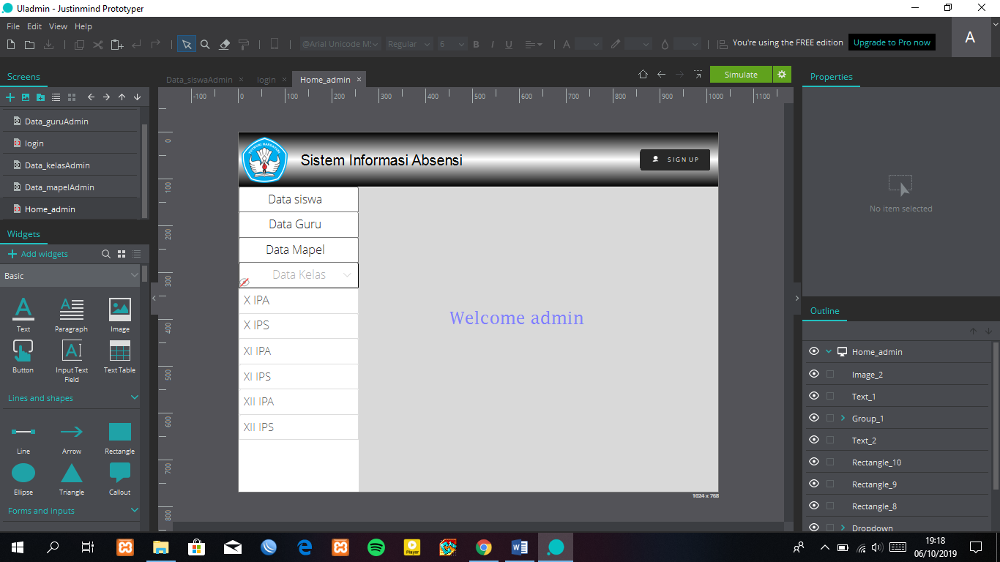 UIadmin - Justinmind Prototyper
File Edit View Help
@Arial Unicode MS Regular 6 B I U A
You're using the FREE edition Upgrade to Pro now A
Screens
Data_siswaAdmin login Home_admin
Simulate
Properties
-100 0 100 200 300 400 500 600 700 800 900 1000 1100
Data_guruAdmin
login
Data_kelasAdmin
Data_mapelAdmin
Home_admin
Widgets
Add widgets
Basic
Text Paragraph Image
Button Input Text Field Text Table
Lines and shapes
Line Arrow Rectangle
Ellipse Triangle Callout
Forms and inputs
0
100
200
300
400
500
600
700
800
Sistem Informasi Absensi
SIGN UP
Data siswa
Data Guru
Data Mapel
Data Kelas
X IPA
X IPS
XI IPA
XI IPS
XII IPA
XII IPS
Welcome admin
1024 x 768
No item selected
Outline
Home_admin
Image_2
Text_1
Group_1
Text_2
Rectangle_10
Rectangle_9
Rectangle_8
Dropdown
Player
19:18
06/10/2019